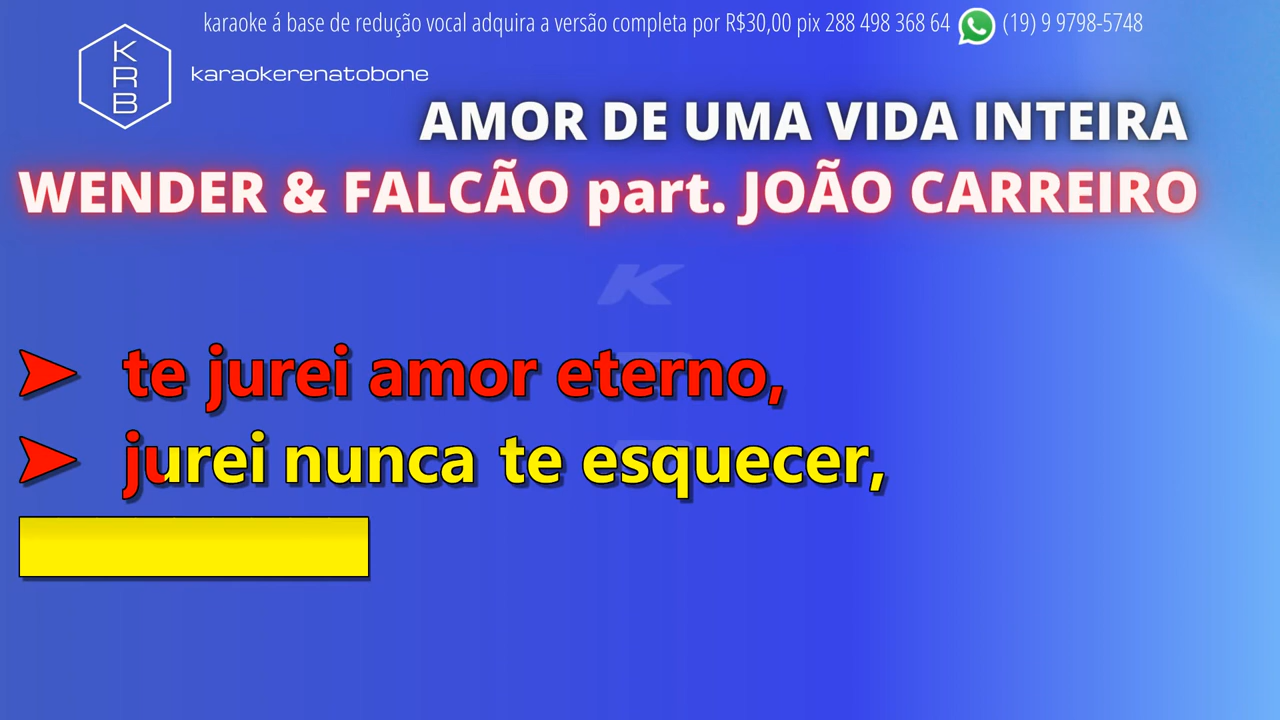 karaoke á base de redução vocal adquira a versão completa por R$30,00 pix 288 498 368 64 (19) 9 9798-5748
K
R
B
karaokerenatobone
AMOR DE UMA VIDA INTEIRA
WENDER & FALCÃO part. JOÃO CARREIRO
K
➤ te jurei amor eterno,
➤ jurei nunca te esquecer,